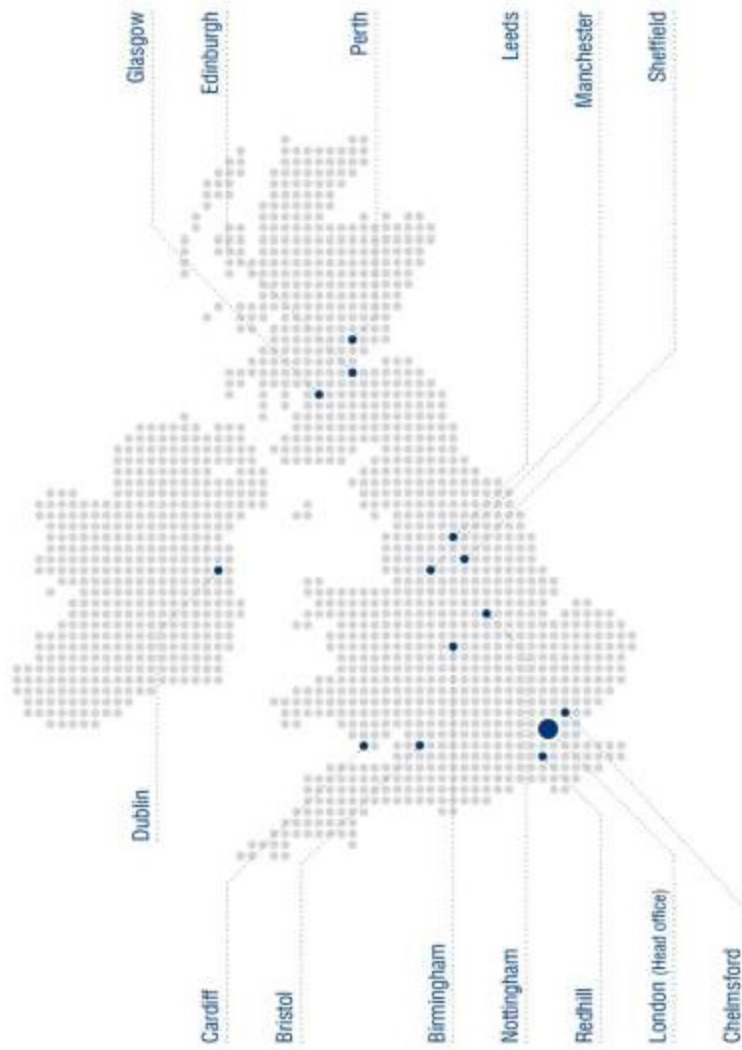 Glasgow
Edinburgh
Perth
Leeds
Manchester
Sheffield
Dublin
Cardiff
Bristol
Birmingham
Nottingham
Redhill
London (Head office)
Chelmsford